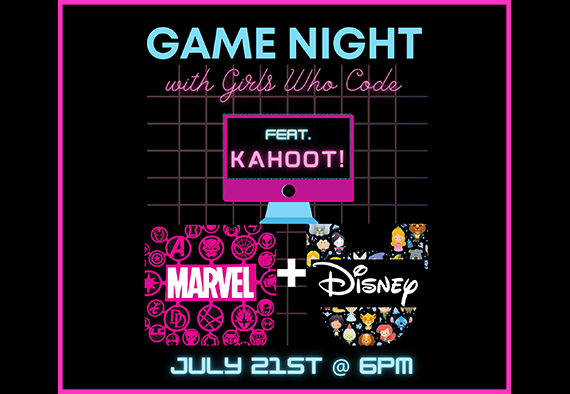 GAME NIGHT
with Girls Who Code
FEAT.
KAHOOT!
MARVEL + Disney
JULY 21ST @ 6PM